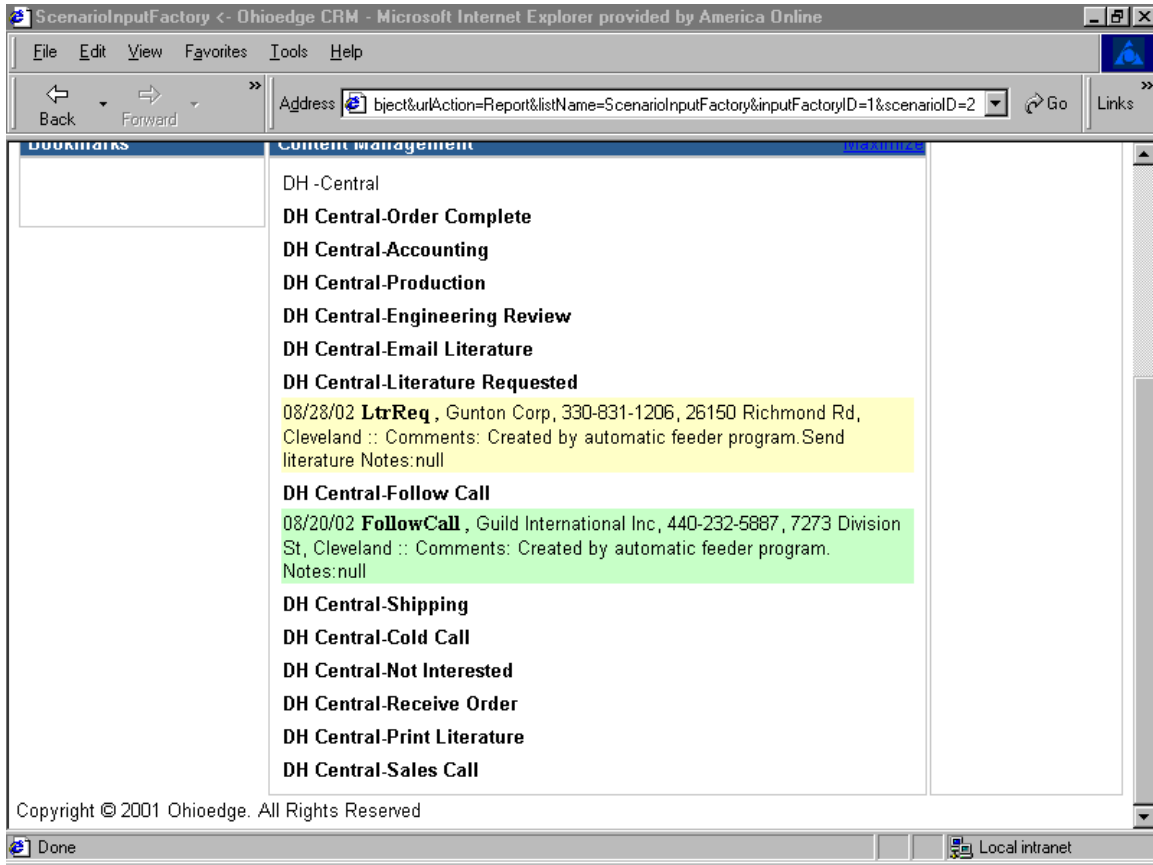 ScenarioInputFactory <- Ohioedge CRM - Microsoft Internet Explorer provided by America Online
File Edit View Favorites Tools Help
Back Forward » Address bject&urlAction=Report&listName=ScenarioInputFactory&inputFactoryID=1&scenarioID=2 Go Links »
Bookmarks Content Management Maximize
DH -Central
DH Central-Order Complete
DH Central-Accounting
DH Central-Production
DH Central-Engineering Review
DH Central-Email Literature
DH Central-Literature Requested
08/28/02 LtrReq , Gunton Corp, 330-831-1206, 26150 Richmond Rd,
Cleveland :: Comments: Created by automatic feeder program.Send
literature Notes:null
DH Central-Follow Call
08/20/02 FollowCall , Guild International Inc, 440-232-5887, 7273 Division
St, Cleveland :: Comments: Created by automatic feeder program.
Notes:null
DH Central-Shipping
DH Central-Cold Call
DH Central-Not Interested
DH Central-Receive Order
DH Central-Print Literature
DH Central-Sales Call
Copyright © 2001 Ohioedge. All Rights Reserved
Done Local intranet